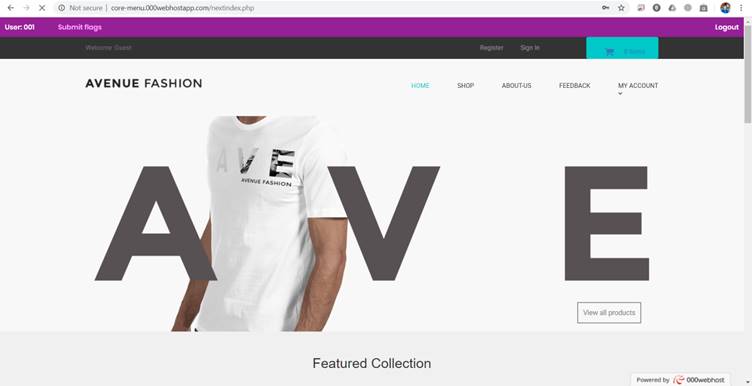 Not secure | core-menu.000webhostapp.com/nextindex.php
User: 001 Submit flags Logout
Welcome: Guest Register Sign In 0 items
AVENUE FASHION HOME SHOP ABOUT-US FEEDBACK MY ACCOUNT
AVE
AVENUE FASHION
A V E
View all products
Featured Collection
Powered by 000webhost